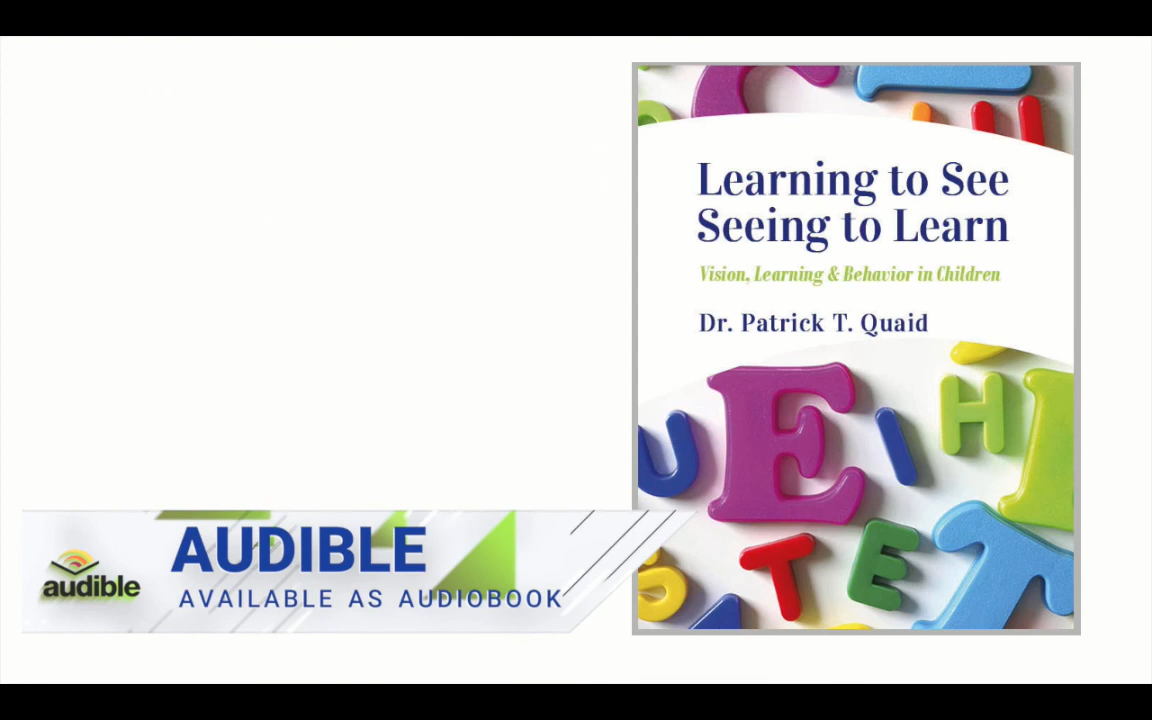 Learning to See
Seeing to Learn
Vision, Learning & Behavior in Children
Dr. Patrick T. Quaid
U E I H
S T E T
audible
AUDIBLE
AVAILABLE AS AUDIOBOOK